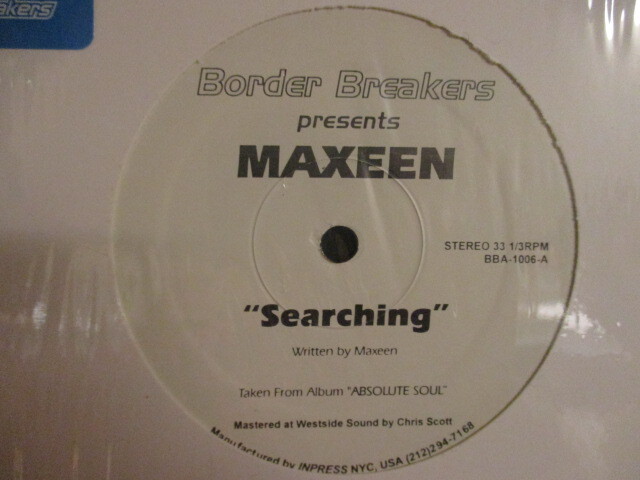 eakers
Border Breakers
presents
MAXEEN
STEREO 33 1/3RPM
BBA-1006-A
"Searching"
Written by Maxeen
Taken From Album "ABSOLUTE SOUL"
Mastered at Westside Sound by Chris Scott
Manufactured by INPRESS NYC, USA (212)294-7168